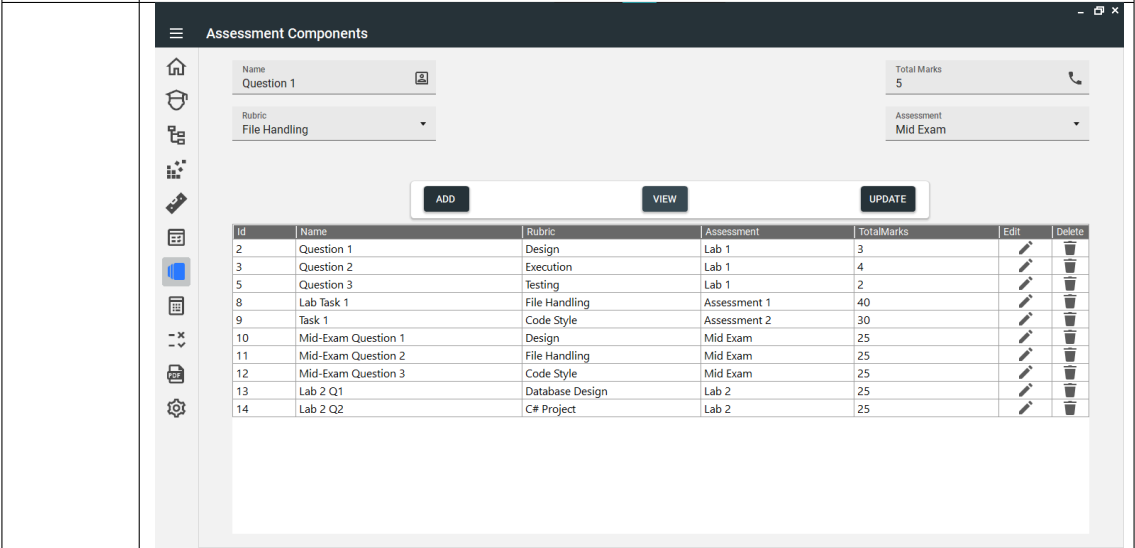 Assessment Components
Name
Question 1
Total Marks
5
Rubric
File Handling
Assessment
Mid Exam
ADD VIEW UPDATE
Id Name Rubric Assessment TotalMarks Edit Delete
2 Question 1 Design Lab 1 3
3 Question 2 Execution Lab 1 4
5 Question 3 Testing Lab 1 2
8 Lab Task 1 File Handling Assessment 1 40
9 Task 1 Code Style Assessment 2 30
10 Mid-Exam Question 1 Design Mid Exam 25
11 Mid-Exam Question 2 File Handling Mid Exam 25
12 Mid-Exam Question 3 Code Style Mid Exam 25
13 Lab 2 Q1 Database Design Lab 2 25
14 Lab 2 Q2 C# Project Lab 2 25
PDF